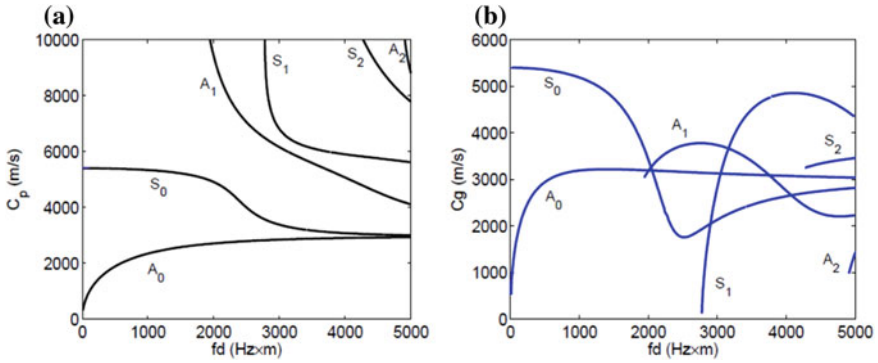 (a)
10000
8000
6000
4000
2000
0
C_p (m/s)
A_1
S_1
S_2
A_2
S_0
A_0
0 1000 2000 3000 4000 5000
fd (Hz×m)
(b)
6000
5000
4000
3000
2000
1000
0
Cg (m/s)
S_0
A_1
S_2
A_0
A_2
S_1
0 1000 2000 3000 4000 5000
fd (Hz×m)